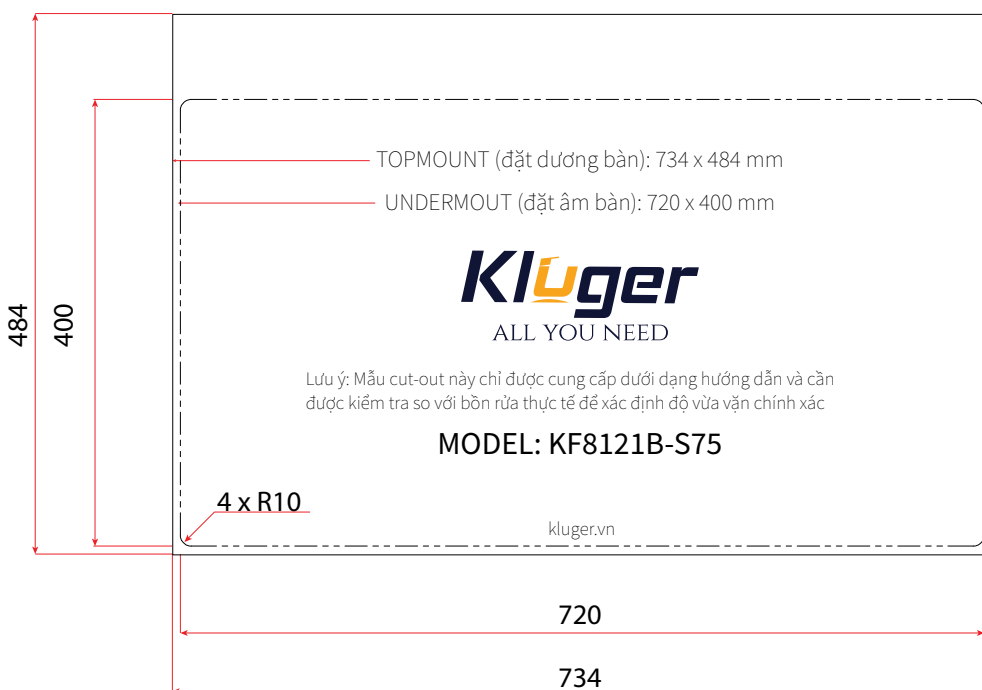 TOPMOUNT (đặt dương bàn): 734 x 484 mm
UNDERMOUT (đặt âm bàn): 720 x 400 mm
484
400
Kluger
ALL YOU NEED
Lưu ý: Mẫu cut-out này chỉ được cung cấp dưới dạng hướng dẫn và cần
được kiểm tra so với bồn rửa thực tế để xác định độ vừa vặn chính xác
MODEL: KF8121B-S75
4 x R10
kluger.vn
720
734